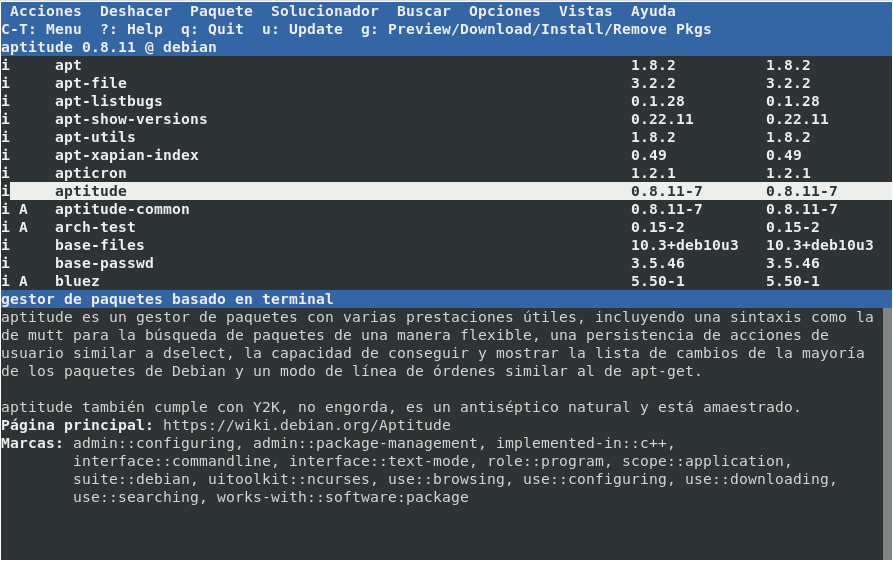 Acciones  Deshacer  Paquete  Solucionador  Buscar  Opciones  Vistas  Ayuda
C-T: Menu  ?: Help  q: Quit  u: Update  g: Preview/Download/Install/Remove Pkgs
aptitude 0.8.11 @ debian
i     apt     1.8.2     1.8.2
i     apt-file     3.2.2     3.2.2
i     apt-listbugs     0.1.28     0.1.28
i     apt-show-versions     0.22.11     0.22.11
i     apt-utils     1.8.2     1.8.2
i     apt-xapian-index     0.49     0.49
i     apticron     1.2.1     1.2.1
i     aptitude     0.8.11-7     0.8.11-7
i A   aptitude-common     0.8.11-7     0.8.11-7
i A   arch-test     0.15-2     0.15-2
i     base-files     10.3+deb10u3     10.3+deb10u3
i     base-passwd     3.5.46     3.5.46
i A   bluez     5.50-1     5.50-1
gestor de paquetes basado en terminal
aptitude es un gestor de paquetes con varias prestaciones útiles, incluyendo una sintaxis como la
de mutt para la búsqueda de paquetes de una manera flexible, una persistencia de acciones de
usuario similar a dselect, la capacidad de conseguir y mostrar la lista de cambios de la mayoría
de los paquetes de Debian y un modo de línea de órdenes similar al de apt-get.
aptitude también cumple con Y2K, no engorda, es un antiséptico natural y está amaestrado.
Página principal: https://wiki.debian.org/Aptitude
Marcas: admin::configuring, admin::package-management, implemented-in::c++,
interface::commandline, interface::text-mode, role::program, scope::application,
suite::debian, uitoolkit::ncurses, use::browsing, use::configuring, use::downloading,
use::searching, works-with::software:package